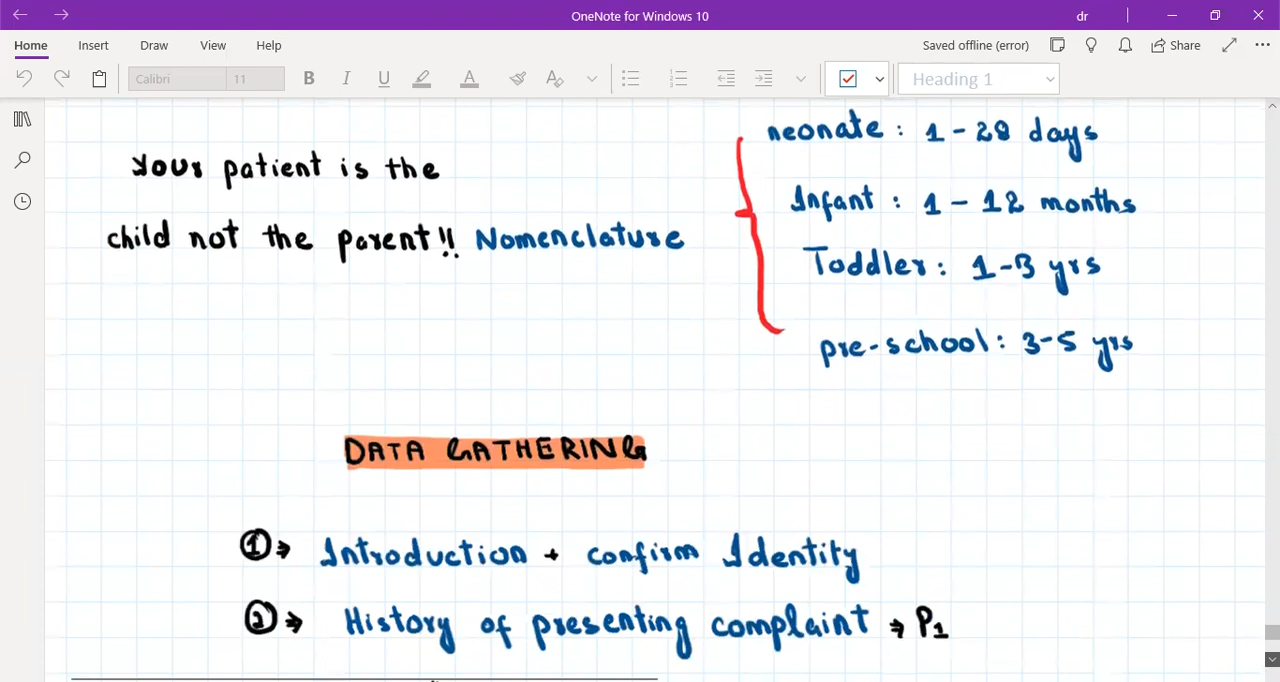 OneNote for Windows 10
dr
Home Insert Draw View Help
Saved offline (error)
Share
Calibri 11 B I U A Heading 1
neonate : 1 - 28 days
Your patient is the
Infant : 1 - 12 months
child not the parent!! Nomenclature
Toddler : 1-3 yrs
pre-school : 3-5 yrs
DATA GATHERING
① ⇒ Introduction + confirm Identity
② ⇒ History of presenting complaint → P1